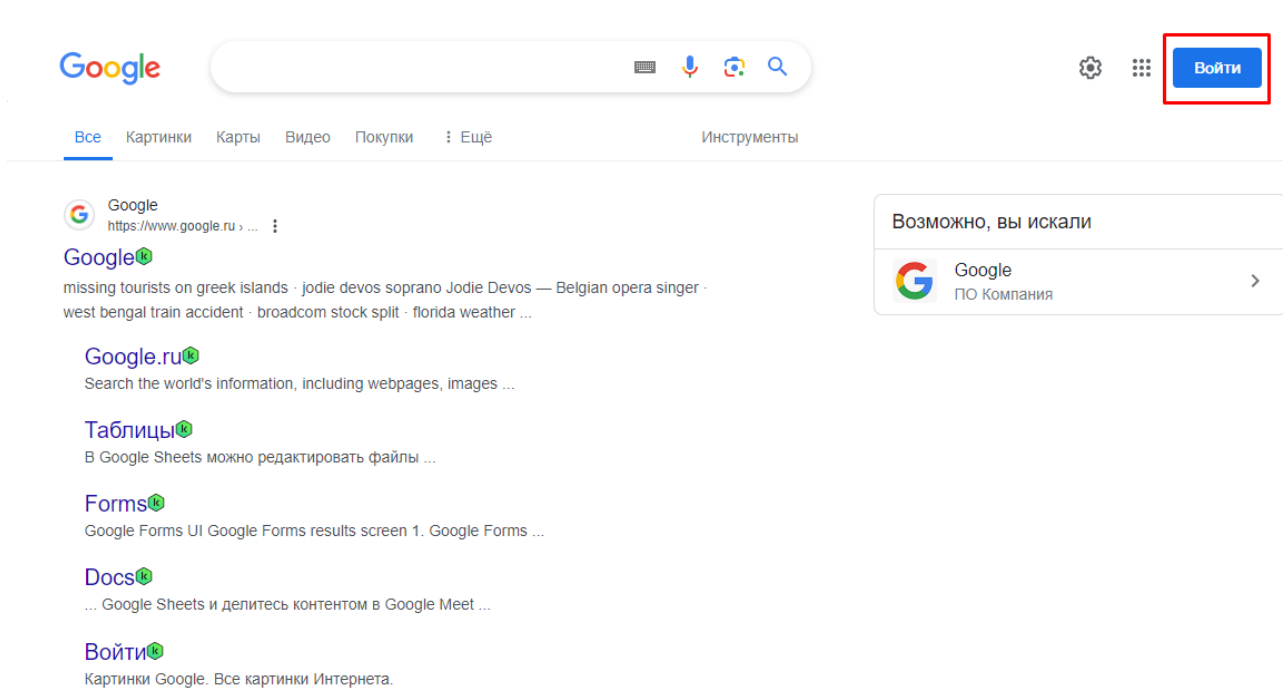 Google
Войти
Все Картинки Карты Видео Покупки ⋮ Ещё Инструменты
Google
https://www.google.ru › ...
Google
missing tourists on greek islands · jodie devos soprano Jodie Devos — Belgian opera singer ·
west bengal train accident · broadcom stock split · florida weather ...
Google.ru
Search the world's information, including webpages, images ...
Таблицы
В Google Sheets можно редактировать файлы ...
Forms
Google Forms UI Google Forms results screen 1. Google Forms ...
Docs
... Google Sheets и делитесь контентом в Google Meet ...
Войти
Картинки Google. Все картинки Интернета.
Возможно, вы искали
Google
ПО Компания